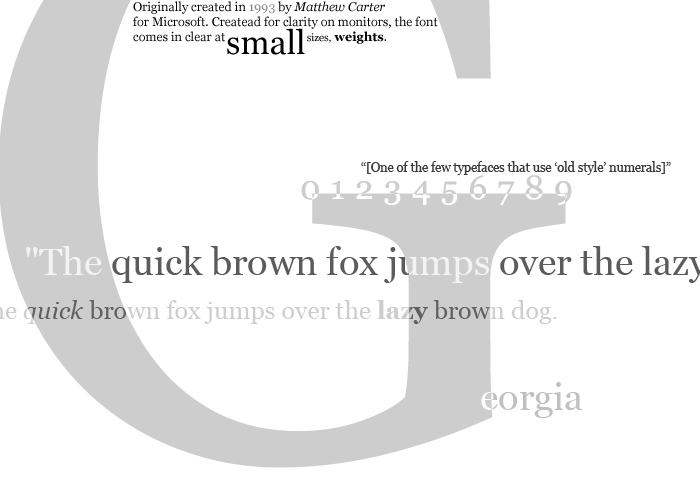 Originally created in 1993 by Matthew Carter
for Microsoft. Createad for clarity on monitors, the font
comes in clear at small sizes, weights.
“[One of the few typefaces that use ‘old style’ numerals]”
0 1 2 3 4 5 6 7 8 9
"The quick brown fox jumps over the lazy
he quick brown fox jumps over the lazy brown dog.
Georgia